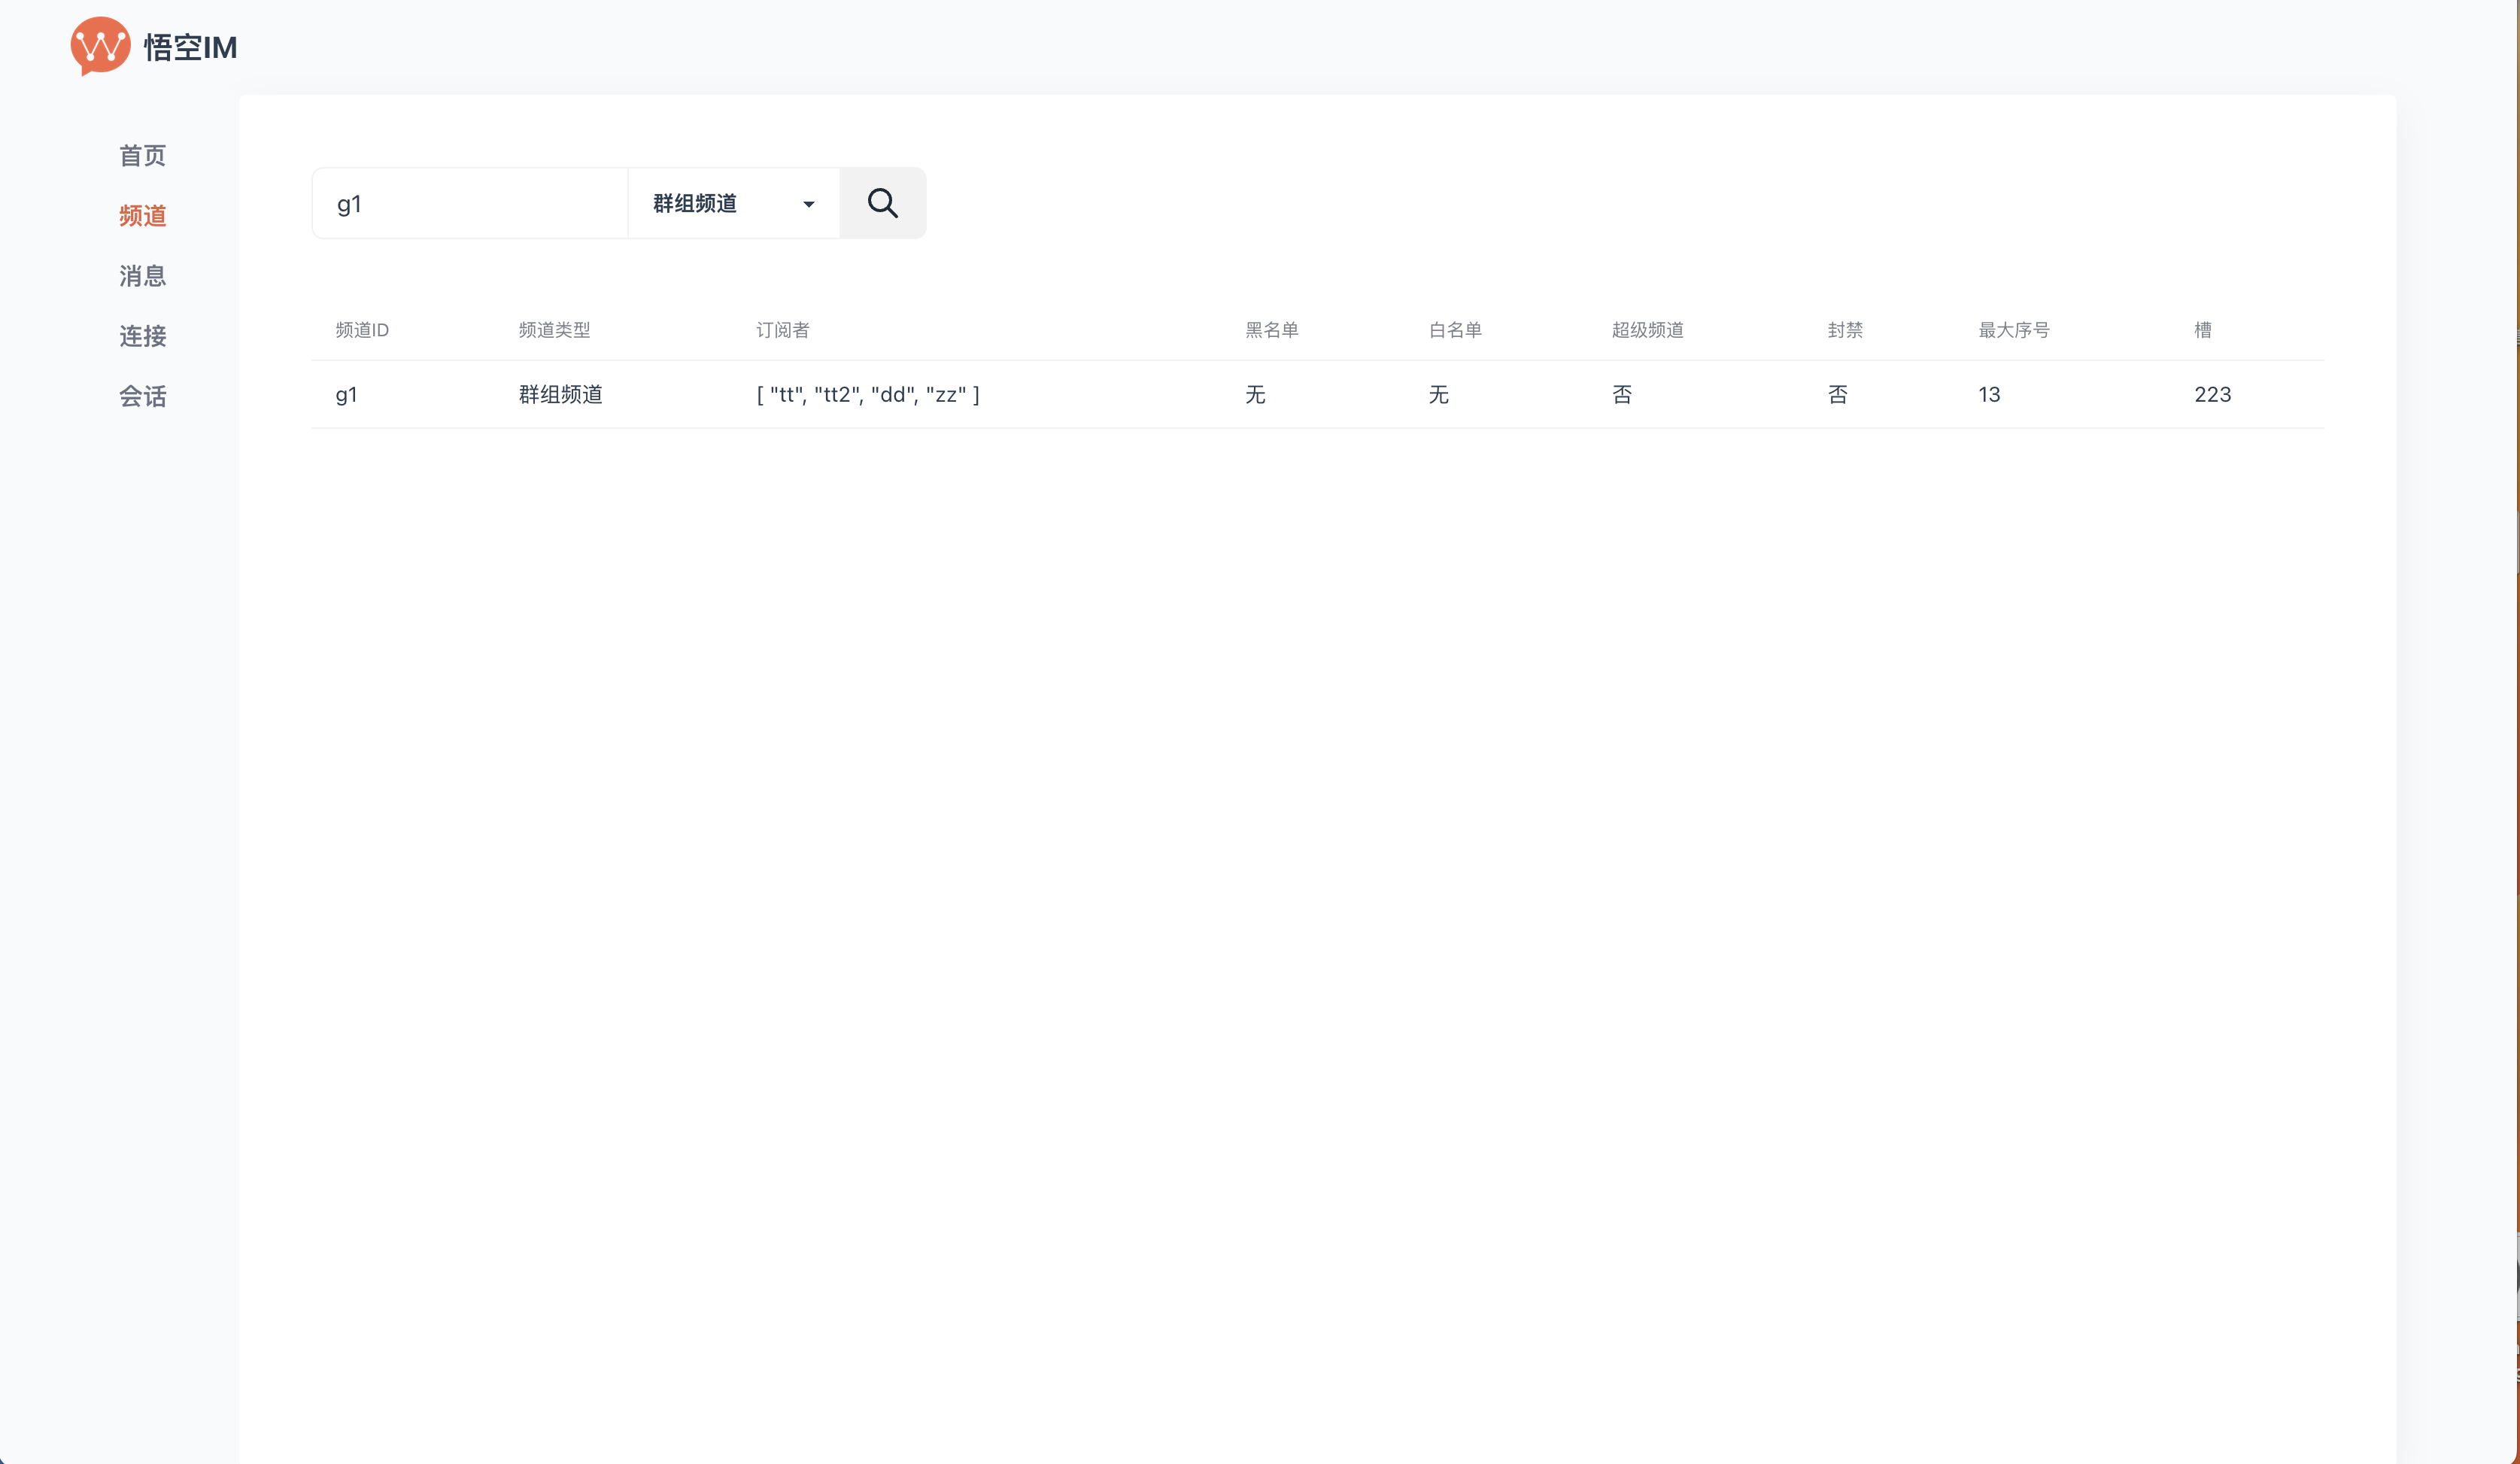 悟空IM
首页
频道
消息
连接
会话
g1 群组频道
频道ID 频道类型 订阅者 黑名单 白名单 超级频道 封禁 最大序号 槽
g1 群组频道 [ "tt", "tt2", "dd", "zz" ] 无 无 否 否 13 223